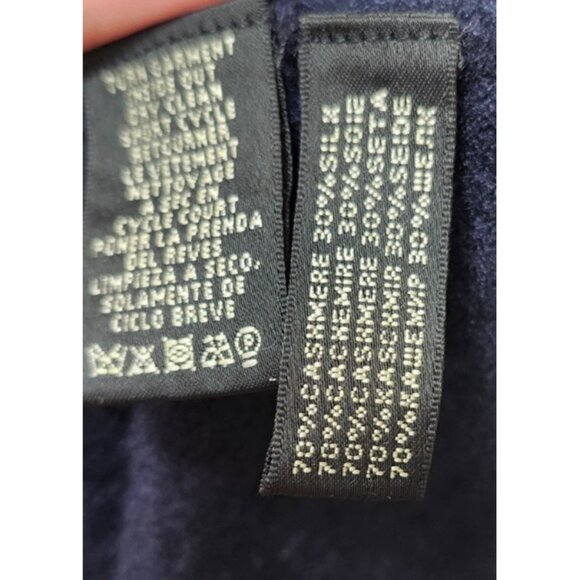 TURN GARMENT
INSIDE OUT
DRY CLEAN
SHORT CYCLE
RETOURNER
LE VETEMENT
NETTOYAGE
A SEC EN
CYCLE COURT
PONER LA PRENDA
DEL REVES
LIMPIEZA A SECO.
SOLAMENTE DE
CICLO BREVE
P
70%CASHMERE 30%SILK
70%CACHEMIRE 30%SOIE
70%CASHMERE 30%SETA
70%KASCHMIR 30%SEIDE
70%КАШЕМИР 30%ШЕЛК